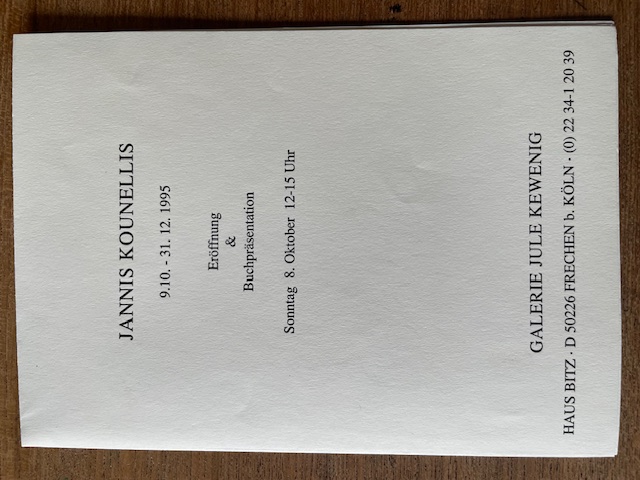 JANNIS KOUNELLIS
9.10. - 31. 12. 1995
Eröffnung
&
Buchpräsentation
Sonntag 8. Oktober 12-15 Uhr
GALERIE JULE KEWENIG
HAUS BITZ · D 50226 FRECHEN b. KÖLN · (0) 22 34-1 20 39